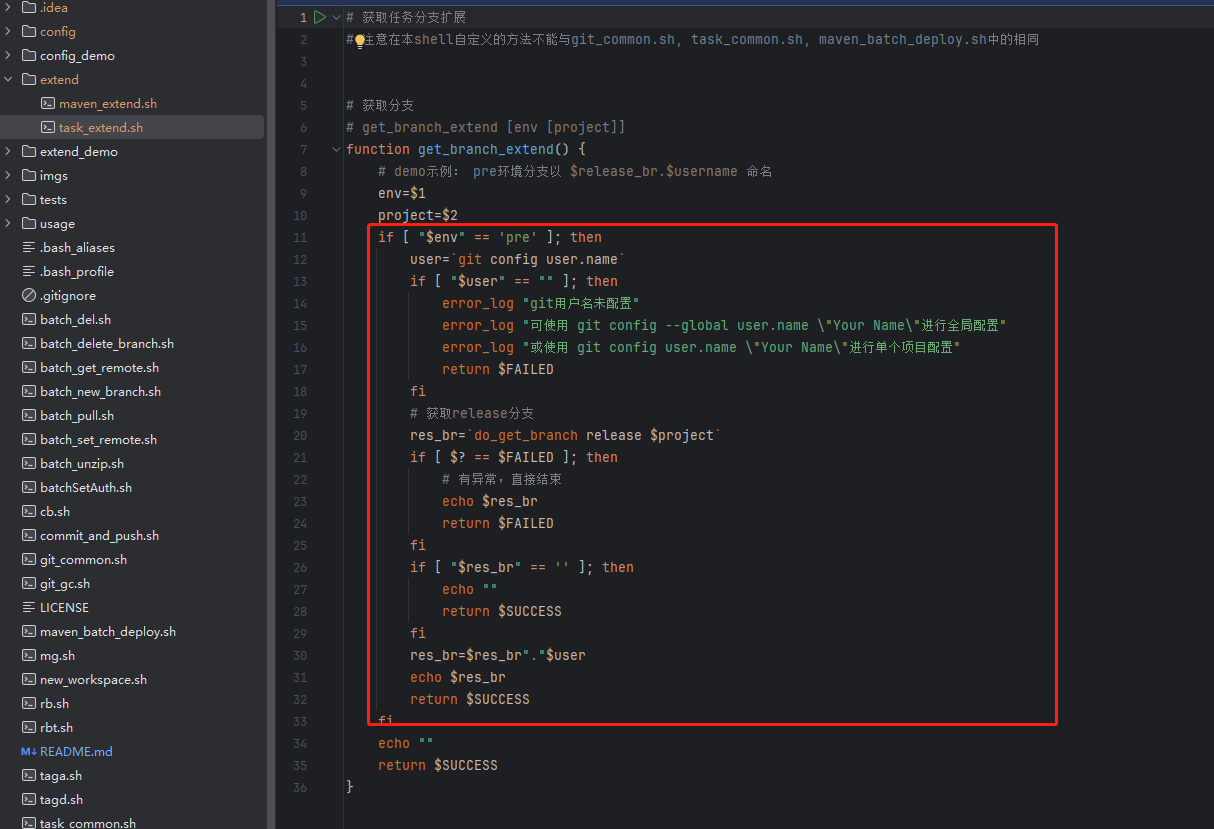 .idea
config
config_demo
extend
maven_extend.sh
task_extend.sh
extend_demo
imgs
tests
usage
.bash_aliases
.bash_profile
.gitignore
batch_del.sh
batch_delete_branch.sh
batch_get_remote.sh
batch_new_branch.sh
batch_pull.sh
batch_set_remote.sh
batch_unzip.sh
batchSetAuth.sh
cb.sh
commit_and_push.sh
git_common.sh
git_gc.sh
LICENSE
maven_batch_deploy.sh
mg.sh
new_workspace.sh
rb.sh
rbt.sh
M↓ README.md
taga.sh
tagd.sh
task_common.sh
1 # 获取任务分支扩展
2 # 注意在本shell自定义的方法不能与git_common.sh, task_common.sh, maven_batch_deploy.sh中的相同
3
4
5 # 获取分支
6 # get_branch_extend [env [project]]
7 function get_branch_extend() {
8 # demo示例： pre环境分支以 $release_br.$username 命名
9 env=$1
10 project=$2
11 if [ "$env" == 'pre' ]; then
12 user=`git config user.name`
13 if [ "$user" == "" ]; then
14 error_log "git用户名未配置"
15 error_log "可使用 git config --global user.name \"Your Name\"进行全局配置"
16 error_log "或使用 git config user.name \"Your Name\"进行单个项目配置"
17 return $FAILED
18 fi
19 # 获取release分支
20 res_br=`do_get_branch release $project`
21 if [ $? == $FAILED ]; then
22 # 有异常，直接结束
23 echo $res_br
24 return $FAILED
25 fi
26 if [ "$res_br" == '' ]; then
27 echo ""
28 return $SUCCESS
29 fi
30 res_br=$res_br"."$user
31 echo $res_br
32 return $SUCCESS
33 fi
34 echo ""
35 return $SUCCESS
36 }